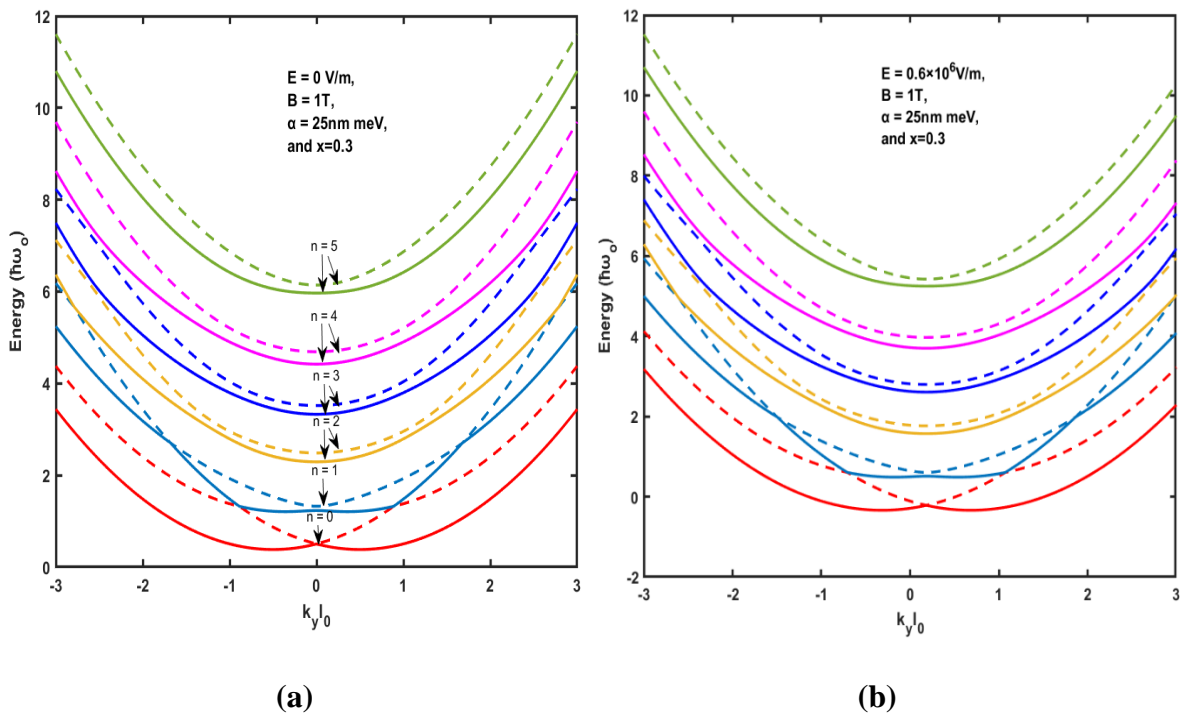 12
10
8
6
4
2
0
Energy (ħω₀)
E = 0 V/m,
B = 1T,
α = 25nm meV,
and x=0.3
n = 5
n = 4
n = 3
n = 2
n = 1
n = 0
-3 -2 -1 0 1 2 3
kyl0
(a)
12
10
8
6
4
2
0
-2
Energy (ħω₀)
E = 0.6×10⁶V/m,
B = 1T,
α = 25nm meV,
and x=0.3
-3 -2 -1 0 1 2 3
kyl0
(b)